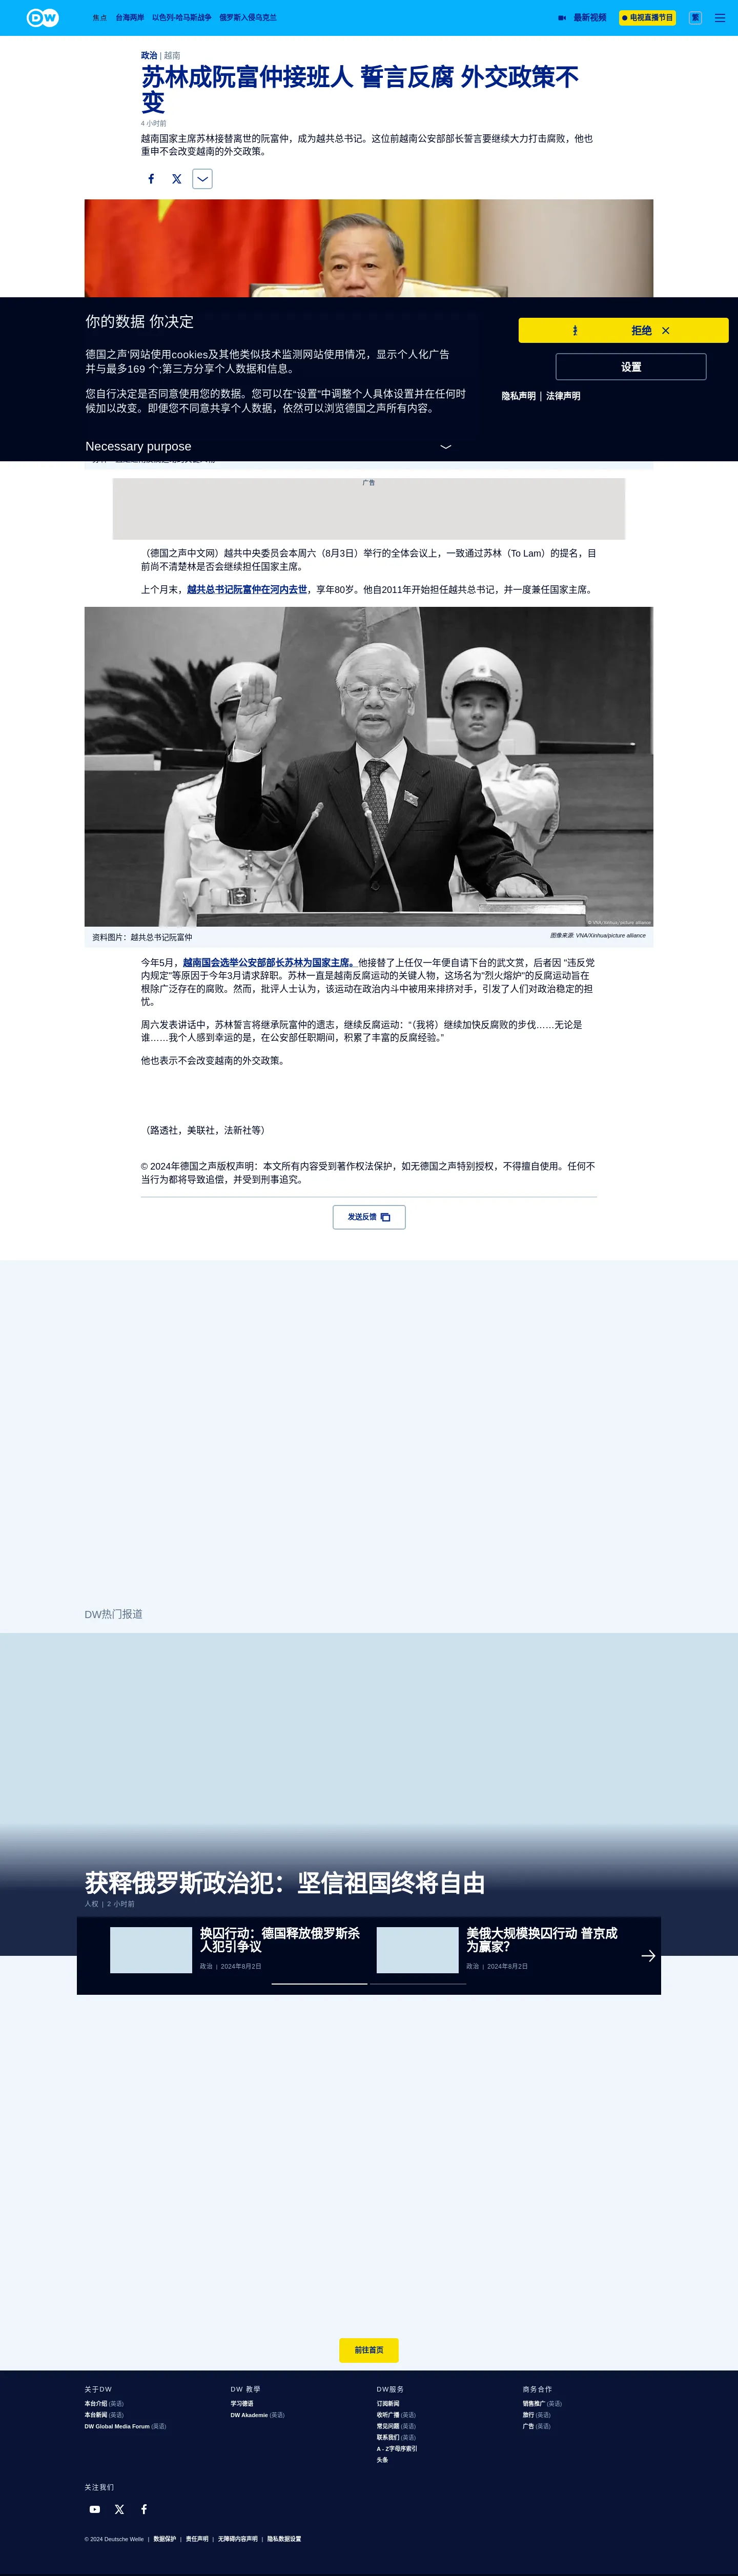 DW
焦点 台海两岸 以色列-哈马斯战争 俄罗斯入侵乌克兰
最新视频 电视直播节目 繁
政治 | 越南
苏林成阮富仲接班人 誓言反腐 外交政策不
变
4 小时前
越南国家主席苏林接替离世的阮富仲，成为越共总书记。这位前越南公安部部长誓言要继续大力打击腐败，他也
重申不会改变越南的外交政策。
你的数据 你决定
德国之声'网站使用cookies及其他类似技术监测网站使用情况，显示个人化广告
并与最多169 个;第三方分享个人数据和信息。
您自行决定是否同意使用您的数据。您可以在“设置”中调整个人具体设置并在任何时
候加以改变。即便您不同意共享个人数据，依然可以浏览德国之声所有内容。
Necessary purpose
拒绝
设置
隐私声明 | 法律声明
广告
（德国之声中文网）越共中央委员会本周六（8月3日）举行的全体会议上，一致通过苏林（To Lam）的提名，目
前尚不清楚林是否会继续担任国家主席。
上个月末，越共总书记阮富仲在河内去世，享年80岁。他自2011年开始担任越共总书记，并一度兼任国家主席。
© VNA/Xinhua/picture alliance
资料图片：越共总书记阮富仲
图像来源: VNA/Xinhua/picture alliance
今年5月，越南国会选举公安部部长苏林为国家主席。他接替了上任仅一年便自请下台的武文赏，后者因 "违反党
内规定"等原因于今年3月请求辞职。苏林一直是越南反腐运动的关键人物，这场名为"烈火熔炉"的反腐运动旨在
根除广泛存在的腐败。然而，批评人士认为，该运动在政治内斗中被用来排挤对手，引发了人们对政治稳定的担
忧。
周六发表讲话中，苏林誓言将继承阮富仲的遗志，继续反腐运动：“（我将）继续加快反腐败的步伐……无论是
谁……我个人感到幸运的是，在公安部任职期间，积累了丰富的反腐经验。”
他也表示不会改变越南的外交政策。
（路透社，美联社，法新社等）
© 2024年德国之声版权声明：本文所有内容受到著作权法保护，如无德国之声特别授权，不得擅自使用。任何不
当行为都将导致追偿，并受到刑事追究。
发送反馈
DW热门报道
获释俄罗斯政治犯：坚信祖国终将自由
人权 | 2 小时前
换囚行动：德国释放俄罗斯杀
人犯引争议
政治 | 2024年8月2日
美俄大规模换囚行动 普京成
为赢家？
政治 | 2024年8月2日
前往首页
关于DW
本台介绍 (英语)
本台新闻 (英语)
DW Global Media Forum (英语)
DW 教學
学习德语
DW Akademie (英语)
DW服务
订阅新闻
收听广播 (英语)
常见问题 (英语)
联系我们 (英语)
A - Z字母序索引
头条
商务合作
销售推广 (英语)
旅行 (英语)
广告 (英语)
关注我们
© 2024 Deutsche Welle | 数据保护 | 责任声明 | 无障碍内容声明 | 隐私数据设置